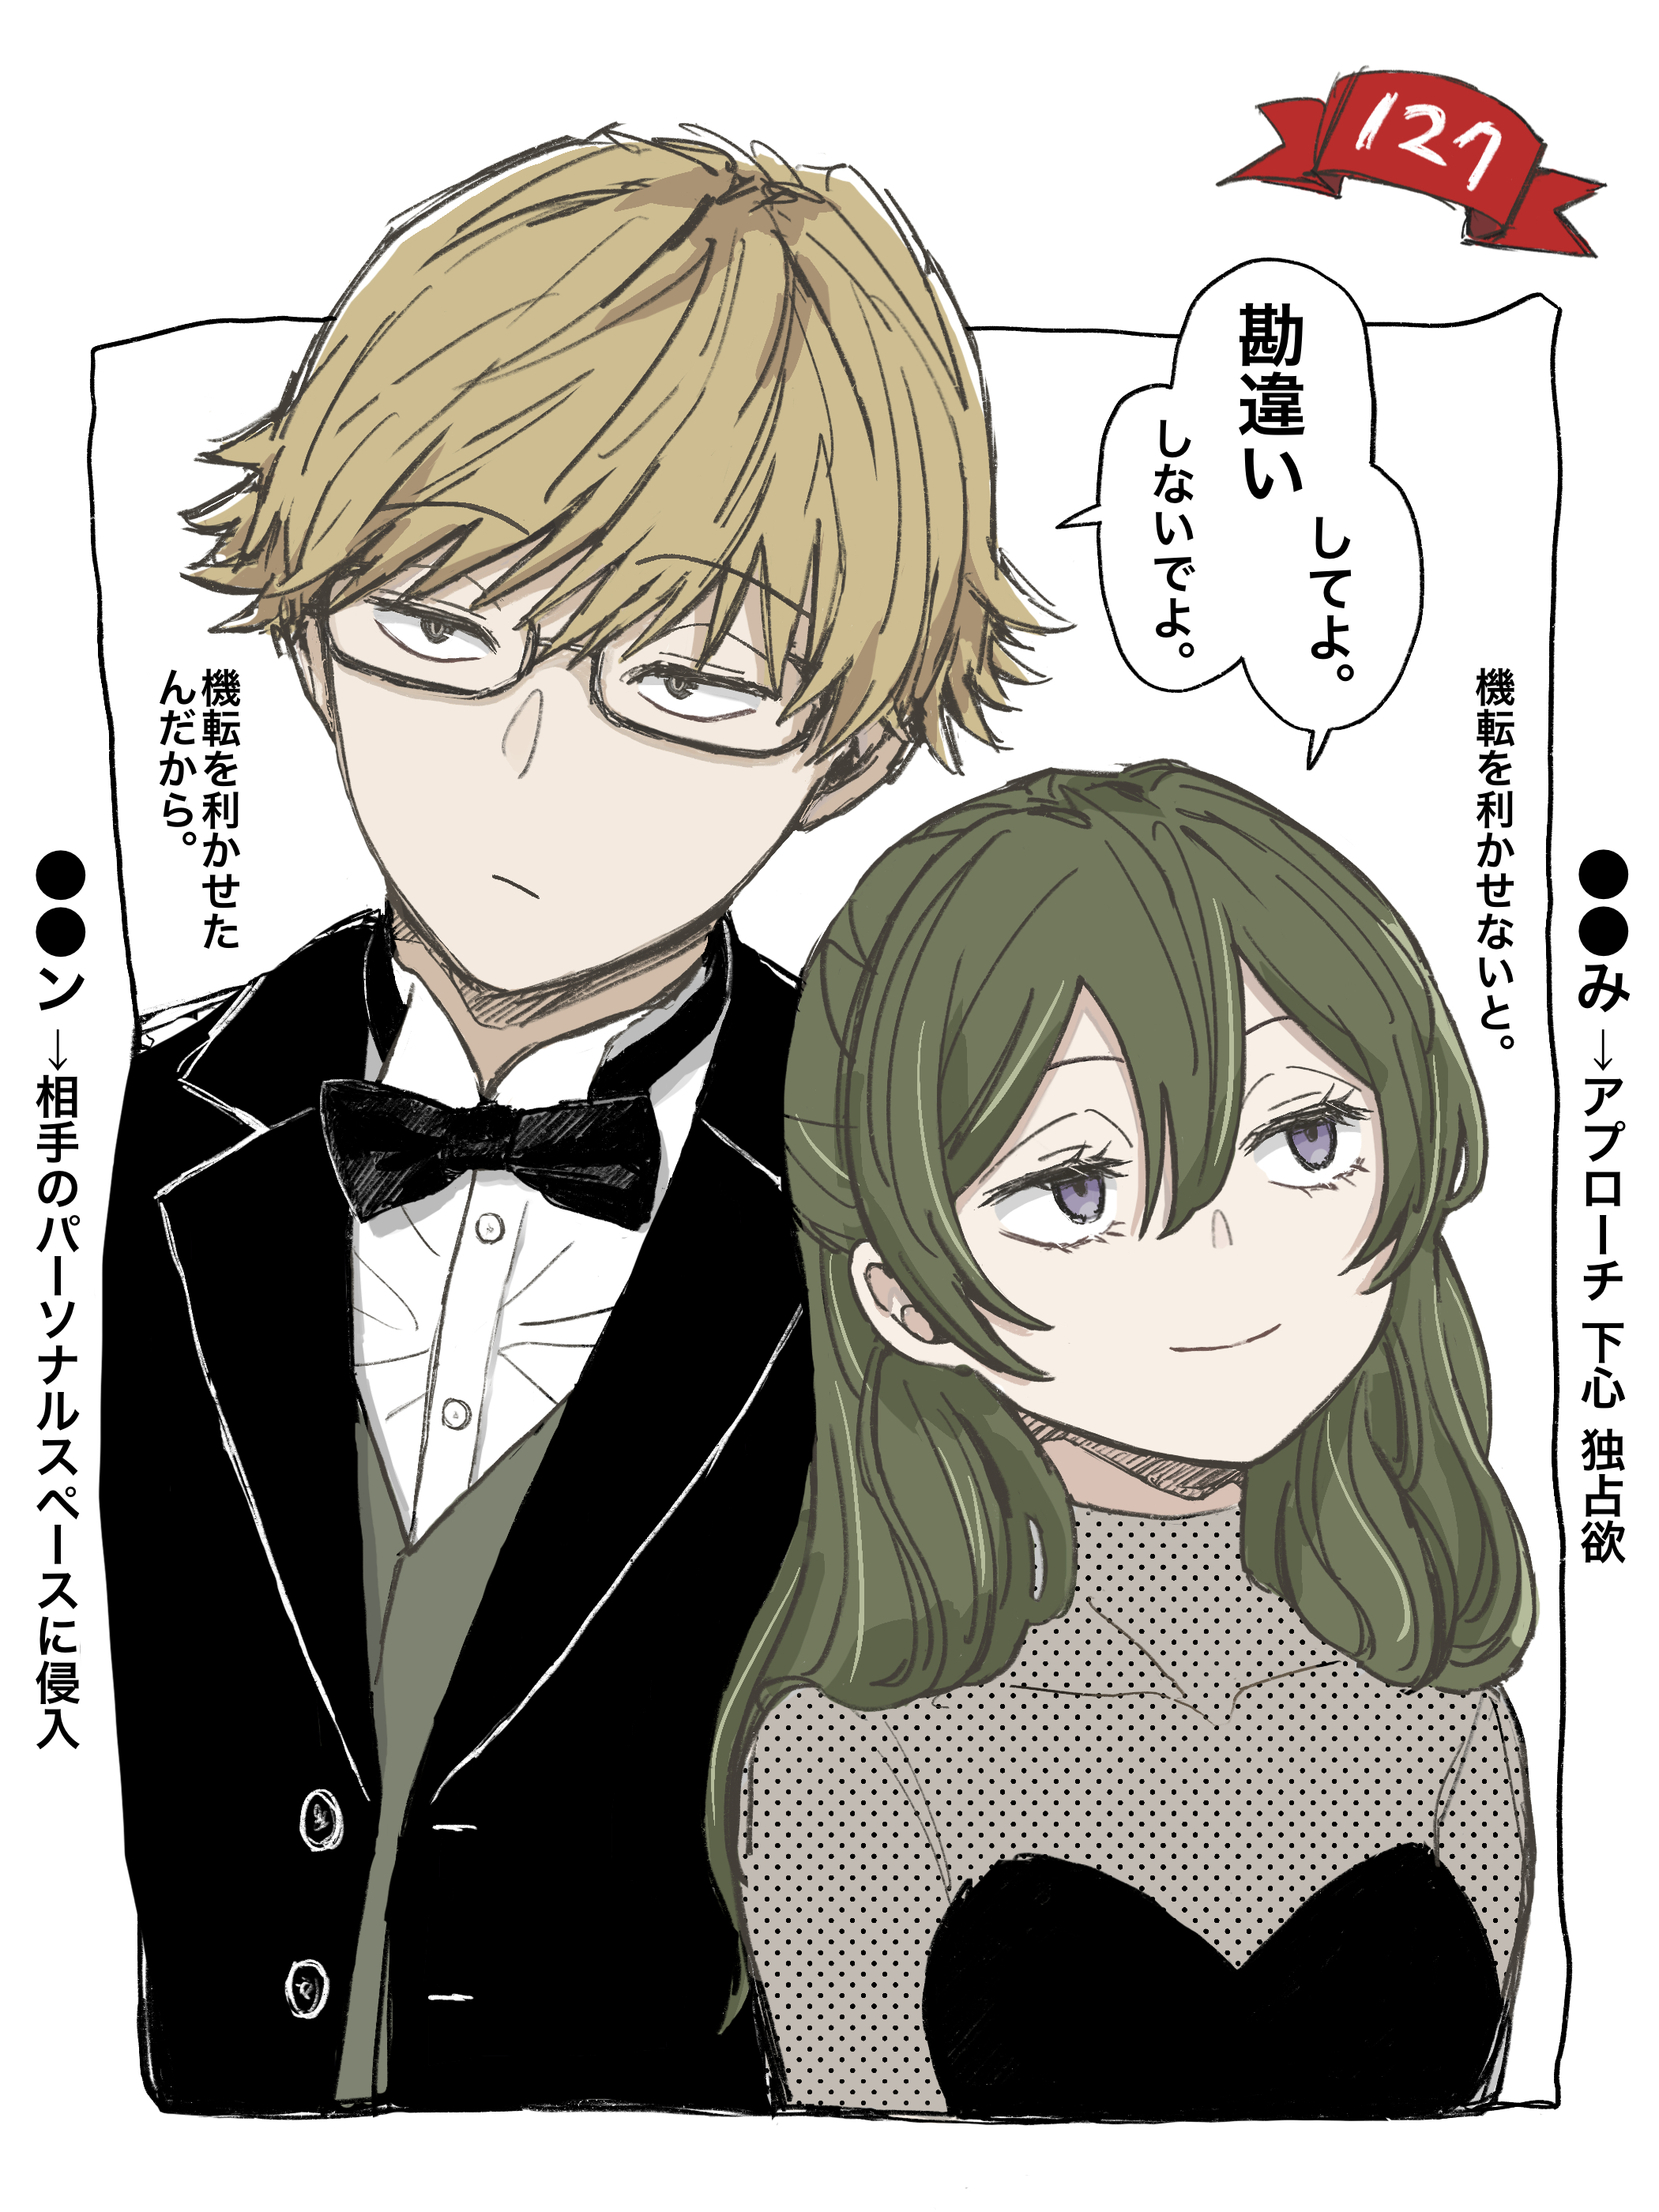 127
勘違い
してよ。
しないでよ。
機転を利かせないと。
●●み→アプローチ 下心 独占欲
機転を利かせた
んだから。
●●ン→相手のパーソナルスペースに侵入